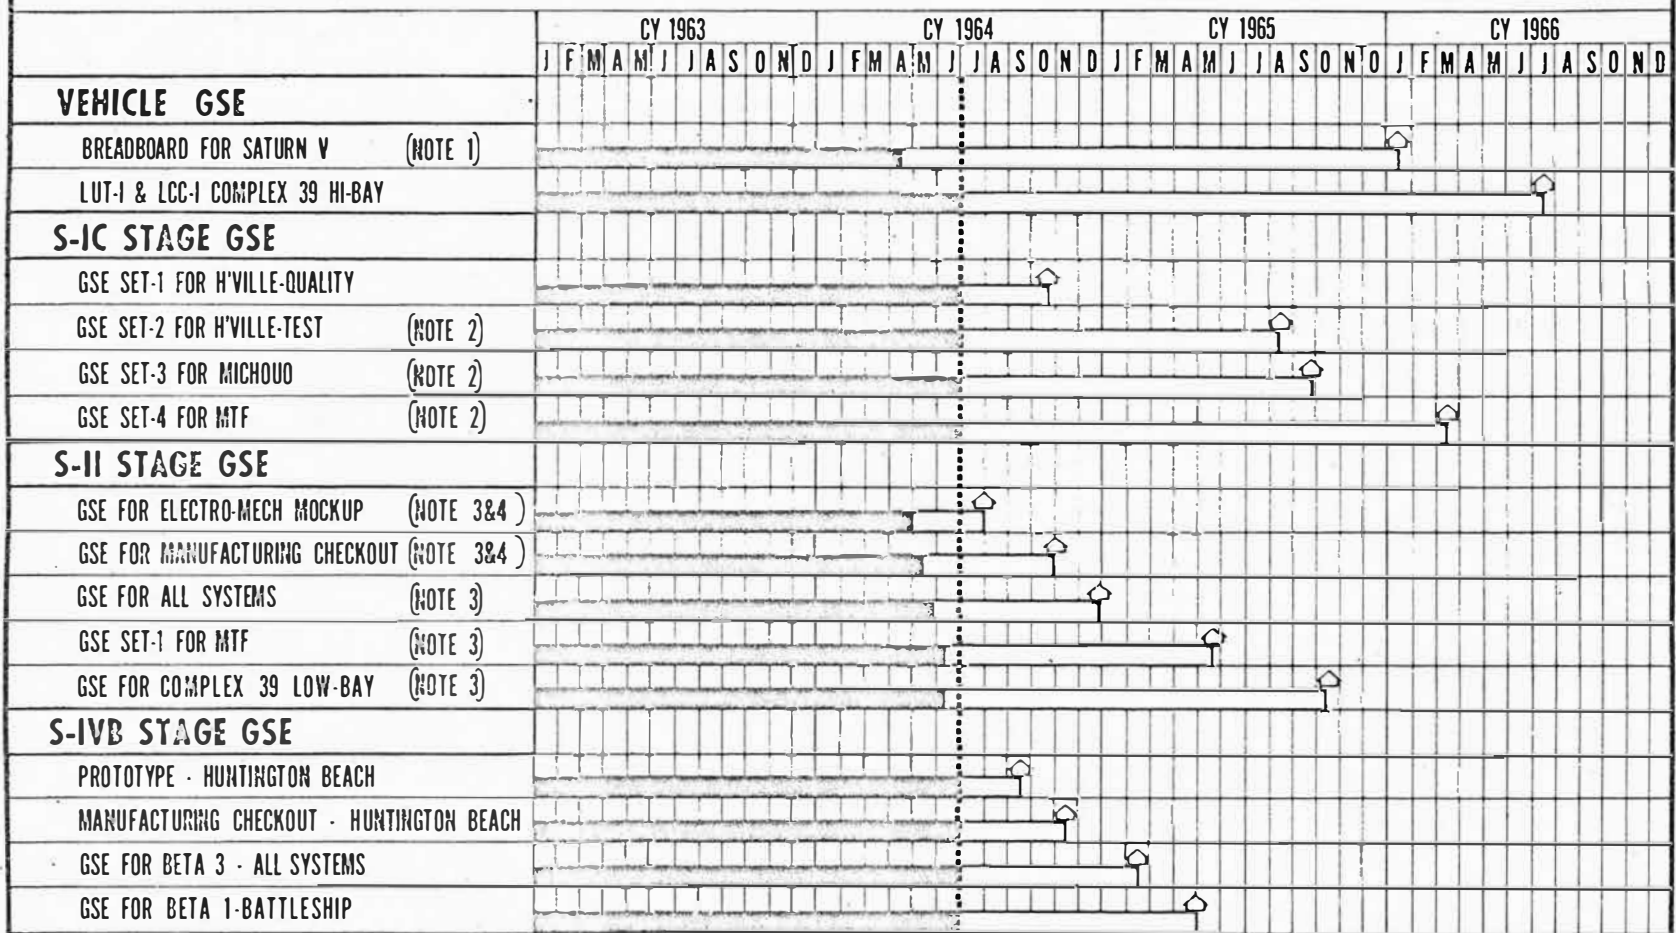 CY 1963 CY 1964 CY 1965 CY 1966
J F M A M J J A S O N D J F M A M J J A S O N D J F M A M J J A S O N D J F M A M J J A S O N D
VEHICLE GSE
BREADBOARD FOR SATURN V (NOTE 1)
LUT-1 & LCC-1 COMPLEX 39 HI-BAY
S-IC STAGE GSE
GSE SET-1 FOR H'VILLE-QUALITY
GSE SET-2 FOR H'VILLE-TEST (NOTE 2)
GSE SET-3 FOR MICHOUD (NOTE 2)
GSE SET-4 FOR MTF (NOTE 2)
S-II STAGE GSE
GSE FOR ELECTRO-MECH MOCKUP (NOTE 3&4)
GSE FOR MANUFACTURING CHECKOUT (NOTE 3&4)
GSE FOR ALL SYSTEMS (NOTE 3)
GSE SET-1 FOR MTF (NOTE 3)
GSE FOR COMPLEX 39 LOW-BAY (NOTE 3)
S-IVB STAGE GSE
PROTOTYPE - HUNTINGTON BEACH
MANUFACTURING CHECKOUT - HUNTINGTON BEACH
GSE FOR BETA 3 - ALL SYSTEMS
GSE FOR BETA 1-BATTLESHIP